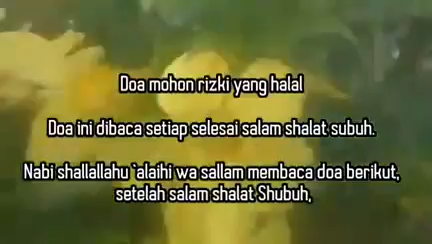 Doa mohon rizki yang halal
Doa ini dibaca setiap selesai salam shalat subuh.
Nabi shallallahu `alaihi wa sallam membaca doa berikut,
setelah salam shalat Shubuh,